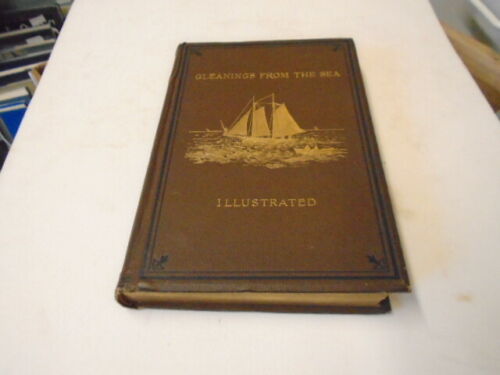 GLEANINGS FROM THE SEA
ILLUSTRATED